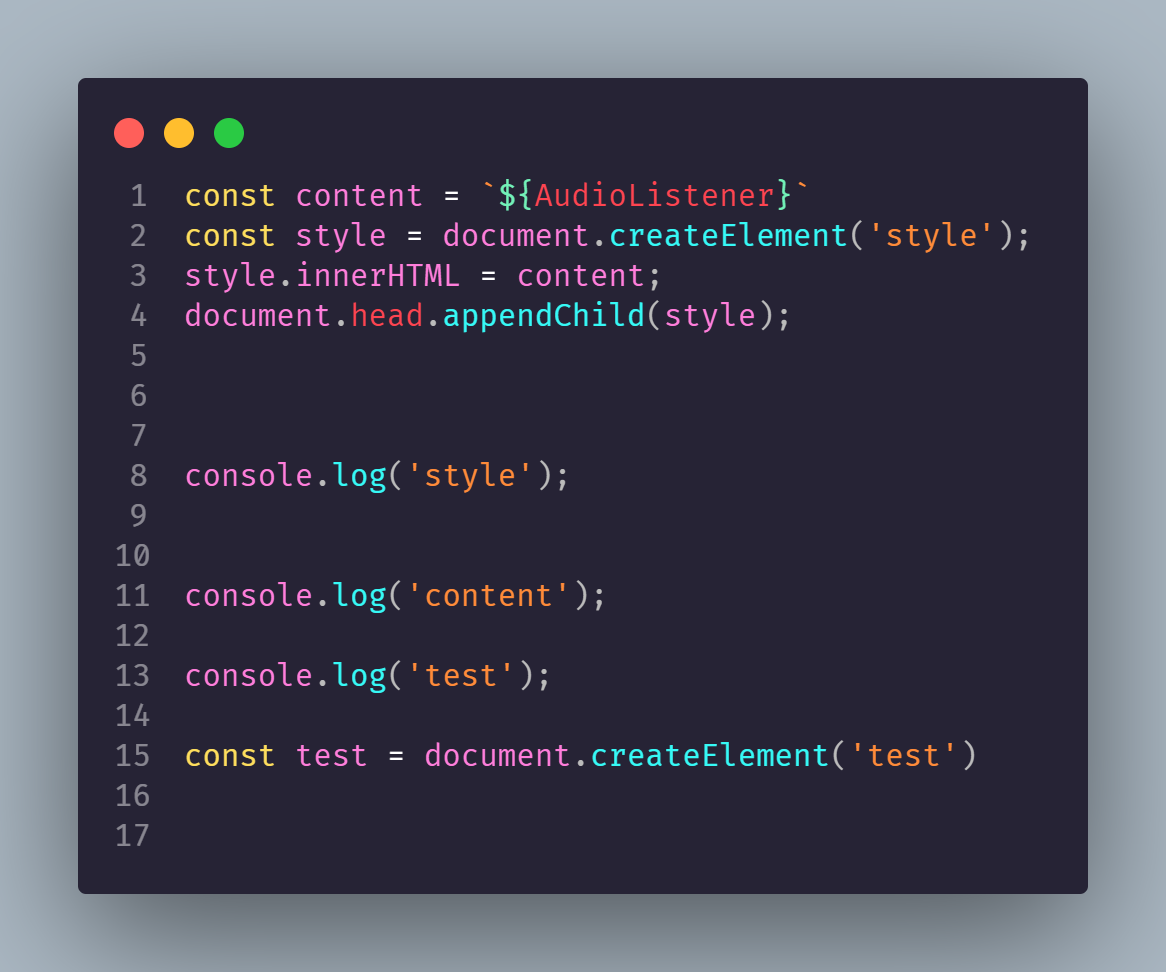 1 const content = `${AudioListener}`
2 const style = document.createElement('style');
3 style.innerHTML = content;
4 document.head.appendChild(style);
5
6
7
8 console.log('style');
9
10
11 console.log('content');
12
13 console.log('test');
14
15 const test = document.createElement('test')
16
17